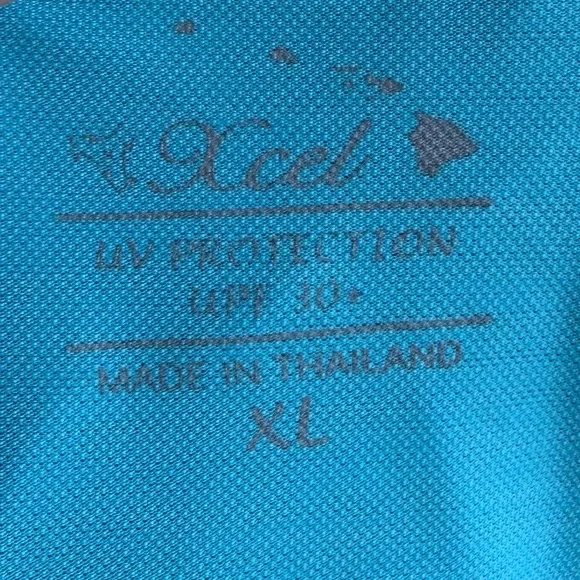 Xcel
UV PROTECTION
UPF 30+
MADE IN THAILAND
XL